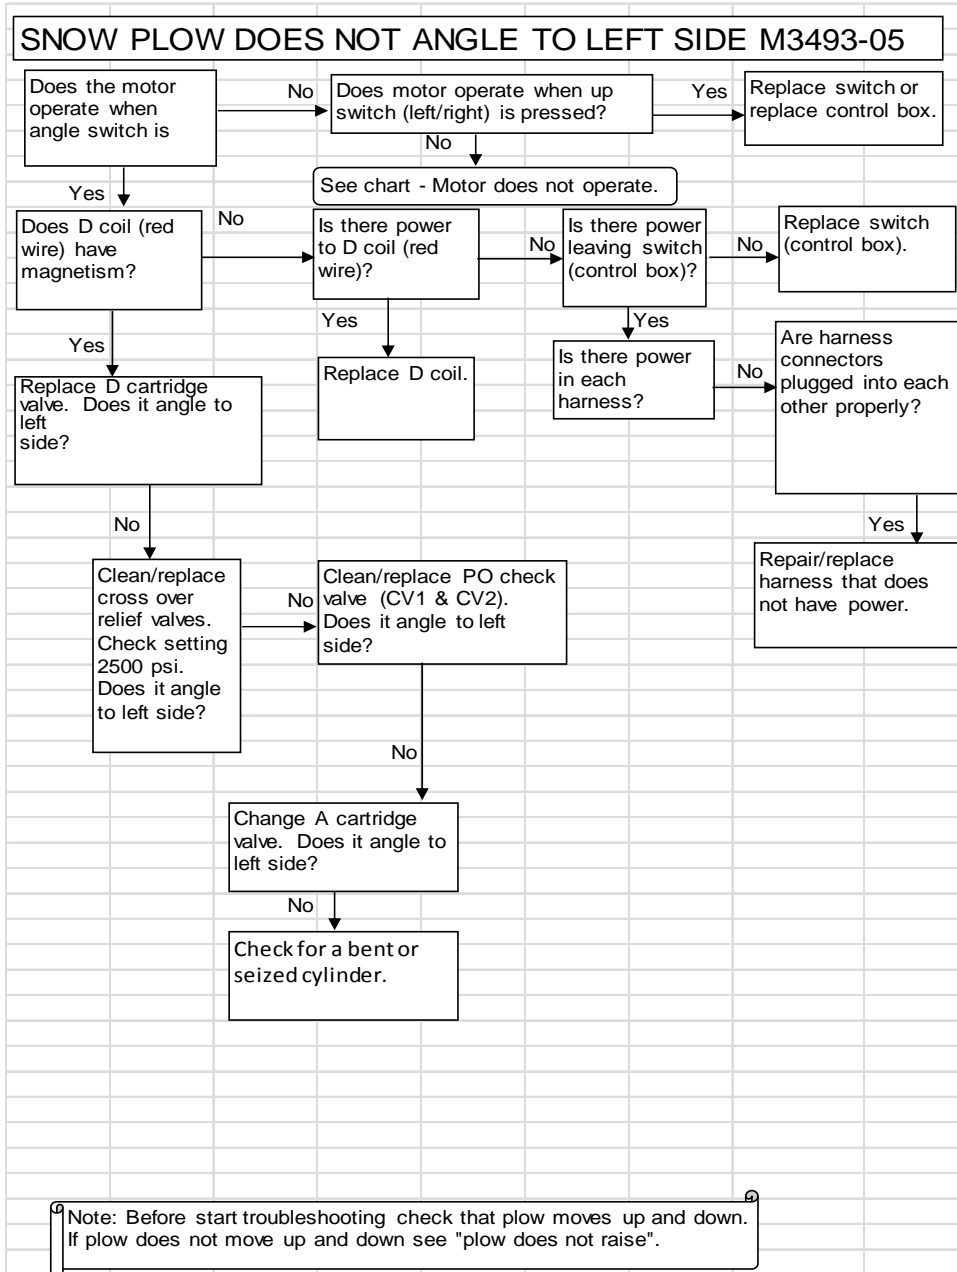 SNOW PLOW DOES NOT ANGLE TO LEFT SIDE M3493-05
Does the motor
operate when
angle switch is
No
Does motor operate when up
switch (left/right) is pressed?
Yes
Replace switch or
replace control box.
No
See chart - Motor does not operate.
Yes
Does D coil (red
wire) have
magnetism?
No
Is there power
to D coil (red
wire)?
No
Is there power
leaving switch
(control box)?
No
Replace switch
(control box).
Yes
Yes
Yes
Replace D cartridge
valve. Does it angle to
left
side?
Replace D coil.
Is there power
in each
harness?
No
Are harness
connectors
plugged into each
other properly?
No
Yes
Clean/replace
cross over
relief valves.
Check setting
2500 psi.
Does it angle
to left side?
No
Clean/replace PO check
valve (CV1 & CV2).
Does it angle to left
side?
Repair/replace
harness that does
not have power.
No
Change A cartridge
valve. Does it angle to
left side?
No
Check for a bent or
seized cylinder.
Note: Before start troubleshooting check that plow moves up and down.
If plow does not move up and down see "plow does not raise".